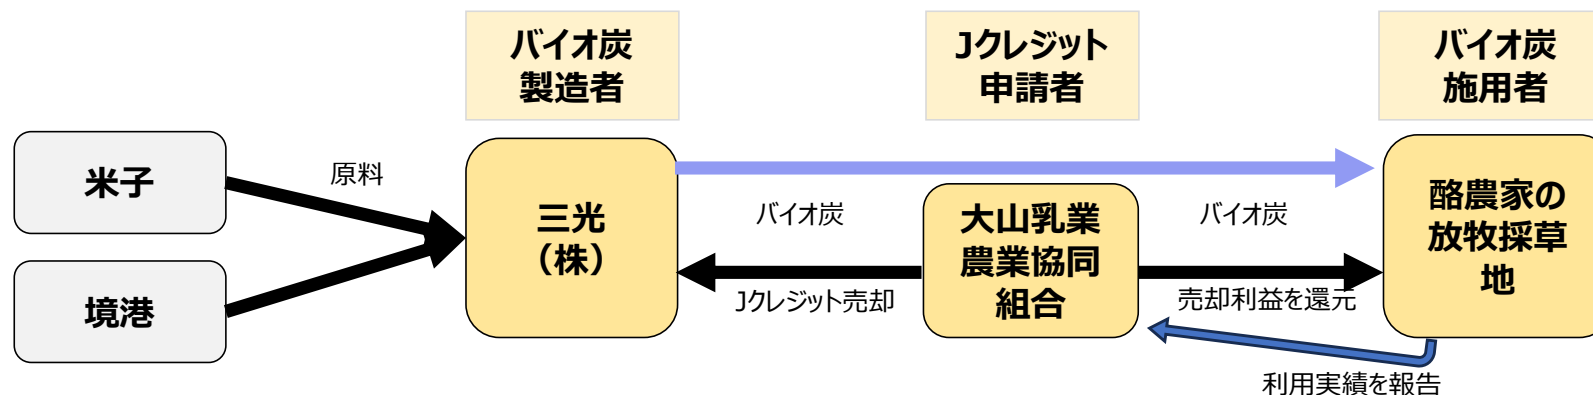 バイオ炭
製造者
Jクレジット
申請者
バイオ炭
施用者
米子
境港
原料
三光
（株）
バイオ炭
大山乳業
農業協同
組合
バイオ炭
Jクレジット売却
売却利益を還元
酪農家の
放牧採草
地
利用実績を報告